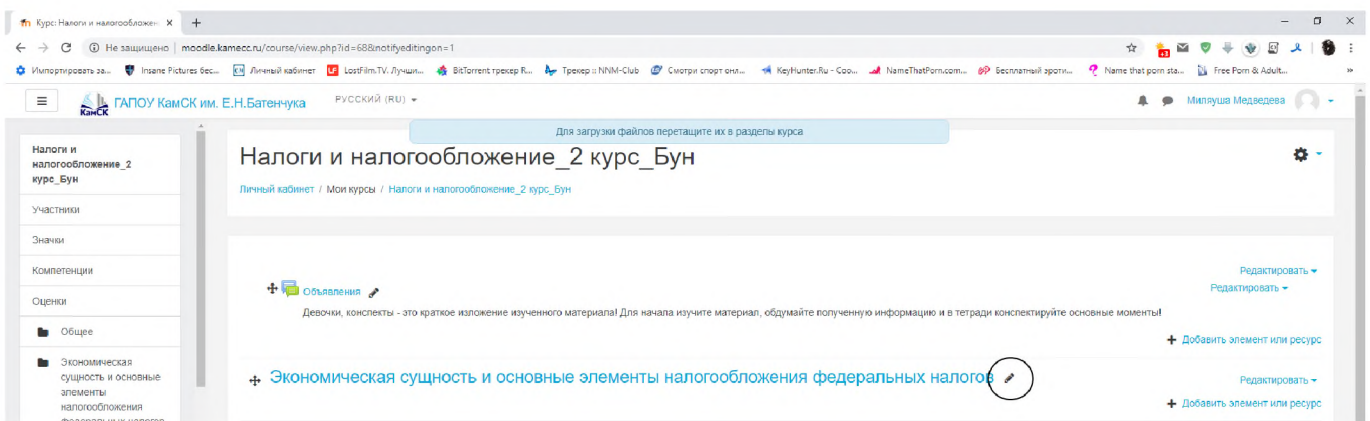 Курс: Налоги и налогообложени
Не защищено | moodle.kamecc.ru/course/view.php?id=68&notifyeditingon=1
Импортировать за... Insane Pictures бес... Личный кабинет LostFilm.TV. Лучши... BitTorrent трекер R... Трекер :: NNM-Club Смотри спорт онл... KeyHunter.Ru - Coo... NameThatPorn.com... Бесплатный эроти... Name that porn sta... Free Porn & Adult...
КамСК ГАПОУ КамСК им. Е.Н.Батенчука РУССКИЙ (RU) Миляуша Медведева
Для загрузки файлов перетащите их в разделы курса
Налоги и
налогообложение_2
курс_Бун
Участники
Значки
Компетенции
Оценки
Общее
Экономическая
сущность и основные
элементы
налогообложения
федеральных налогов
Налоги и налогообложение_2 курс_Бун
Личный кабинет / Мои курсы / Налоги и налогообложение_2 курс_Бун
Редактировать
Объявления
Редактировать
Девочки, конспекты - это краткое изложение изученного материала! Для начала изучите материал, обдумайте полученную информацию и в тетради конспектируйте основные моменты!
Добавить элемент или ресурс
Экономическая сущность и основные элементы налогообложения федеральных налогов
Редактировать
Добавить элемент или ресурс